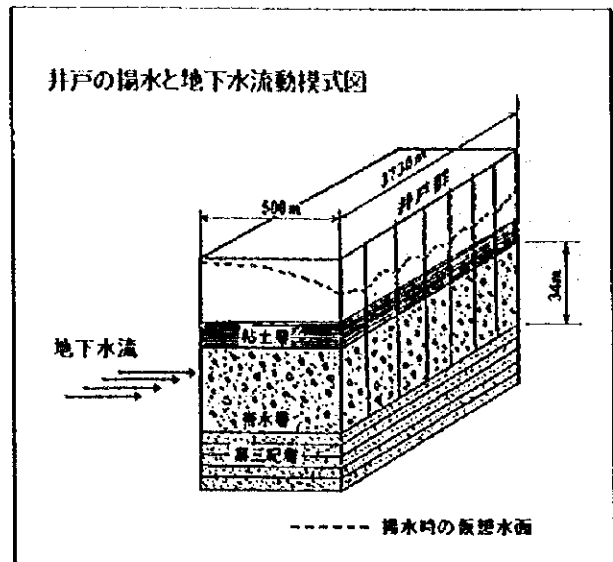 井戸の揚水と地下水流動模式図
500m
井戸群
34m
粘土層
地下水流
帯水層
第三紀層
揚水時の仮想水面